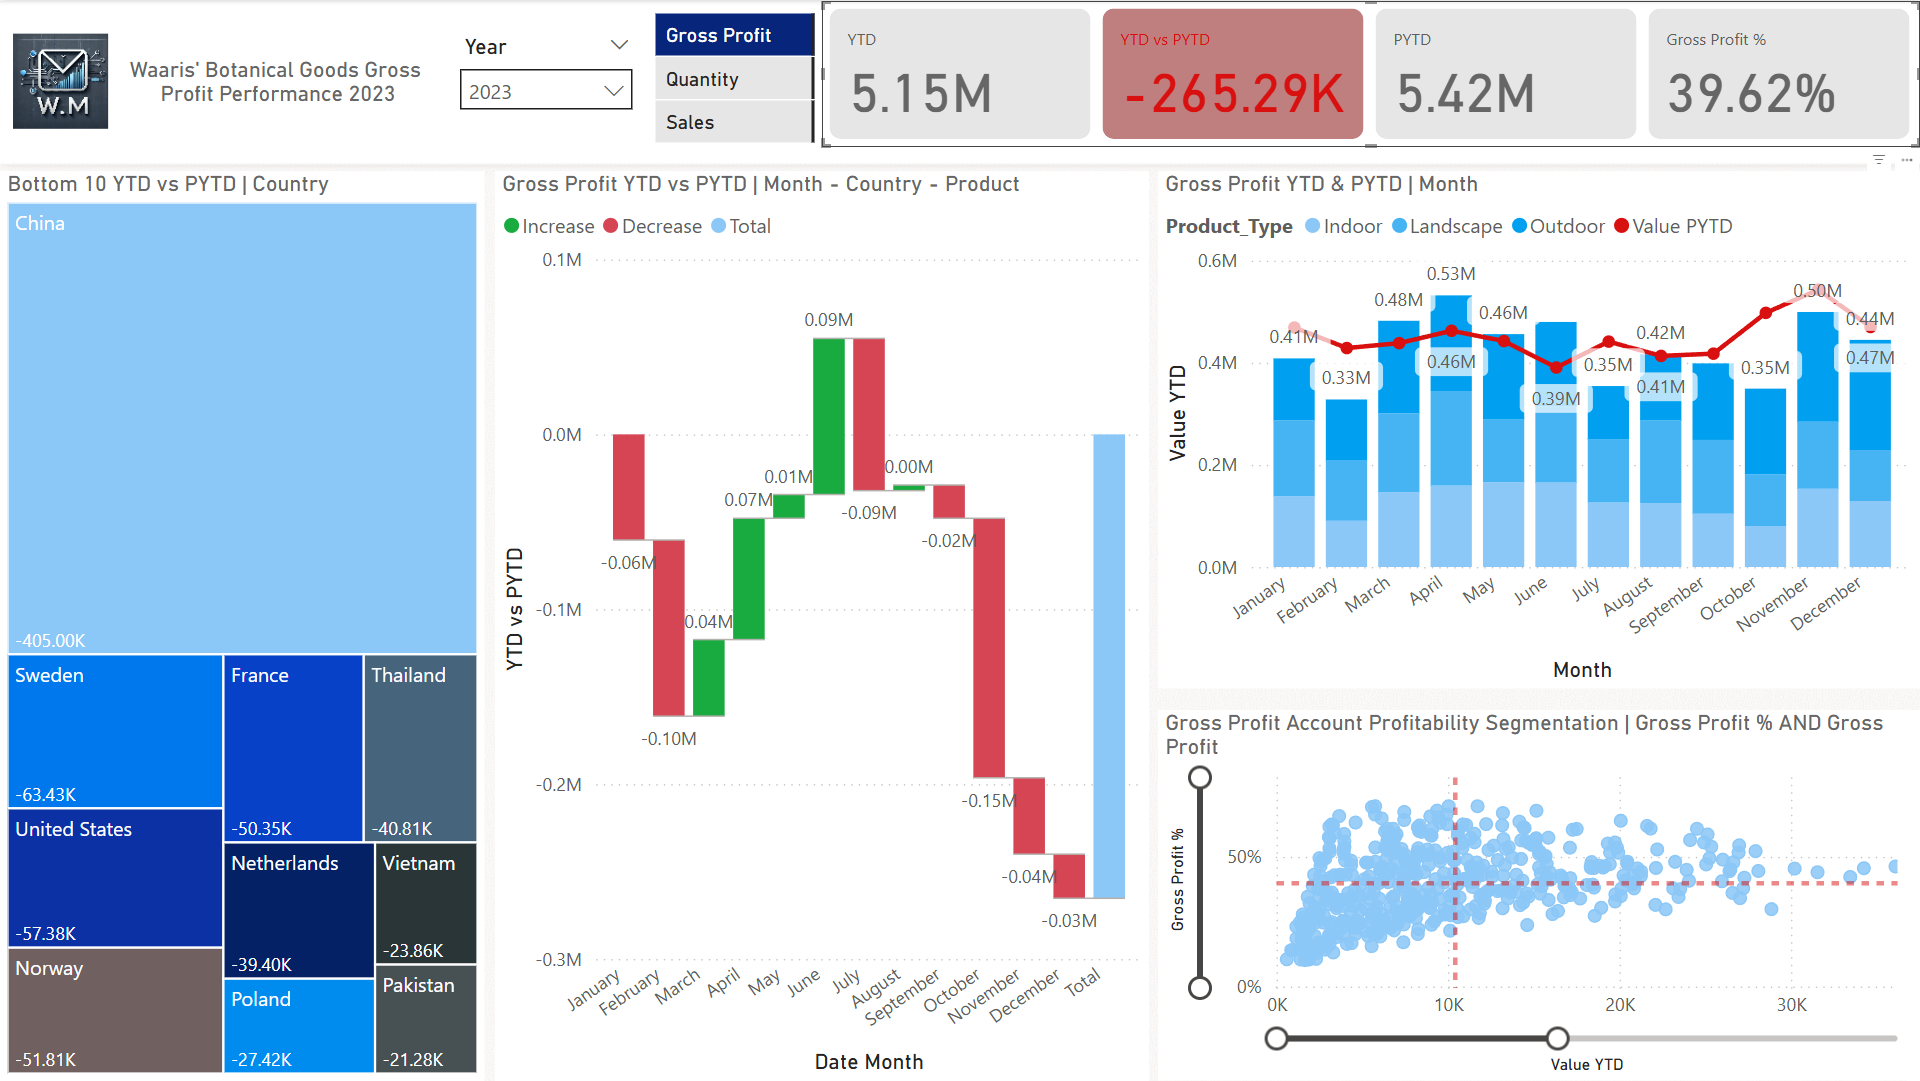 W.M
Waaris' Botanical Goods Gross
Profit Performance 2023
Year
2023
Gross Profit
Quantity
Sales
YTD
5.15M
YTD vs PYTD
-265.29K
PYTD
5.42M
Gross Profit %
39.62%
Bottom 10 YTD vs PYTD | Country
China
-405.00K
Sweden
-63.43K
United States
-57.38K
Norway
-51.81K
France
-50.35K
Thailand
-40.81K
Netherlands
-39.40K
Poland
-27.42K
Vietnam
-23.86K
Pakistan
-21.28K
Gross Profit YTD vs PYTD | Month - Country - Product
Increase Decrease Total
YTD vs PYTD
0.1M
0.0M
-0.1M
-0.2M
-0.3M
-0.06M
-0.10M
0.04M
0.07M
0.01M
0.09M
-0.09M
0.00M
-0.02M
-0.15M
-0.04M
-0.03M
January February March April May June July August September October November December Total
Date Month
Gross Profit YTD & PYTD | Month
Product_Type Indoor Landscape Outdoor Value PYTD
Value YTD
0.6M
0.4M
0.2M
0.0M
0.41M
0.33M
0.48M
0.53M
0.46M
0.46M
0.39M
0.35M
0.42M
0.41M
0.35M
0.50M
0.44M
0.47M
January February March April May June July August September October November December
Month
Gross Profit Account Profitability Segmentation | Gross Profit % AND Gross
Profit
Gross Profit %
50%
0%
0K 10K 20K 30K
Value YTD